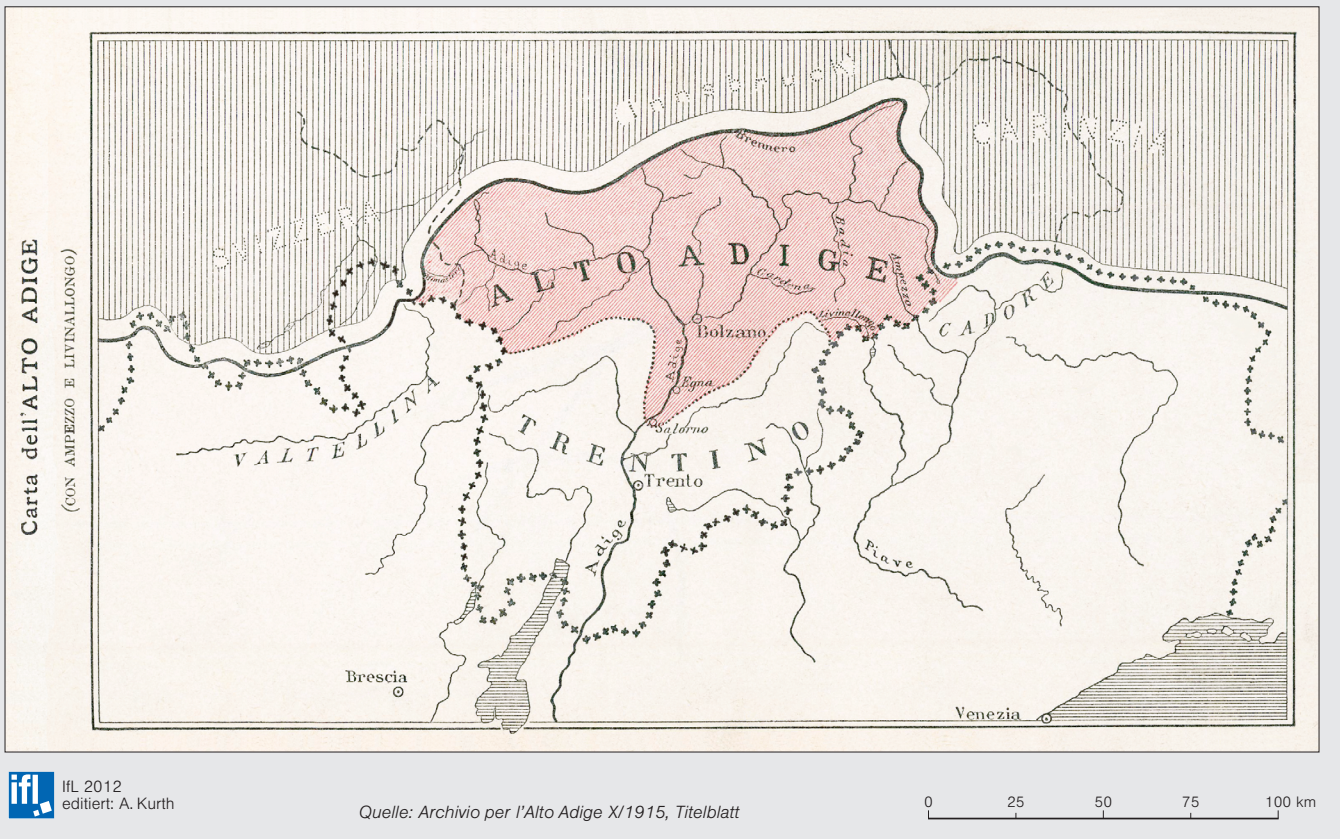 Carta dell'ALTO ADIGE
(CON AMPEZZO E LIVINALLONGO)
Innsbruck
CARINZIA
SVIZZERA
Brennero
ALTO ADIGE
Adige
Badia
Gardena
Ampezzo
Livinallongo
CADORE
Bolzano
Adige
Egna
Salorno
VALTELLINA
TRENTINO
Trento
Adige
Piave
Brescia
Venezia
ifl
IfL 2012
editiert: A. Kurth
Quelle: Archivio per l'Alto Adige X/1915, Titelblatt
0 25 50 75 100 km